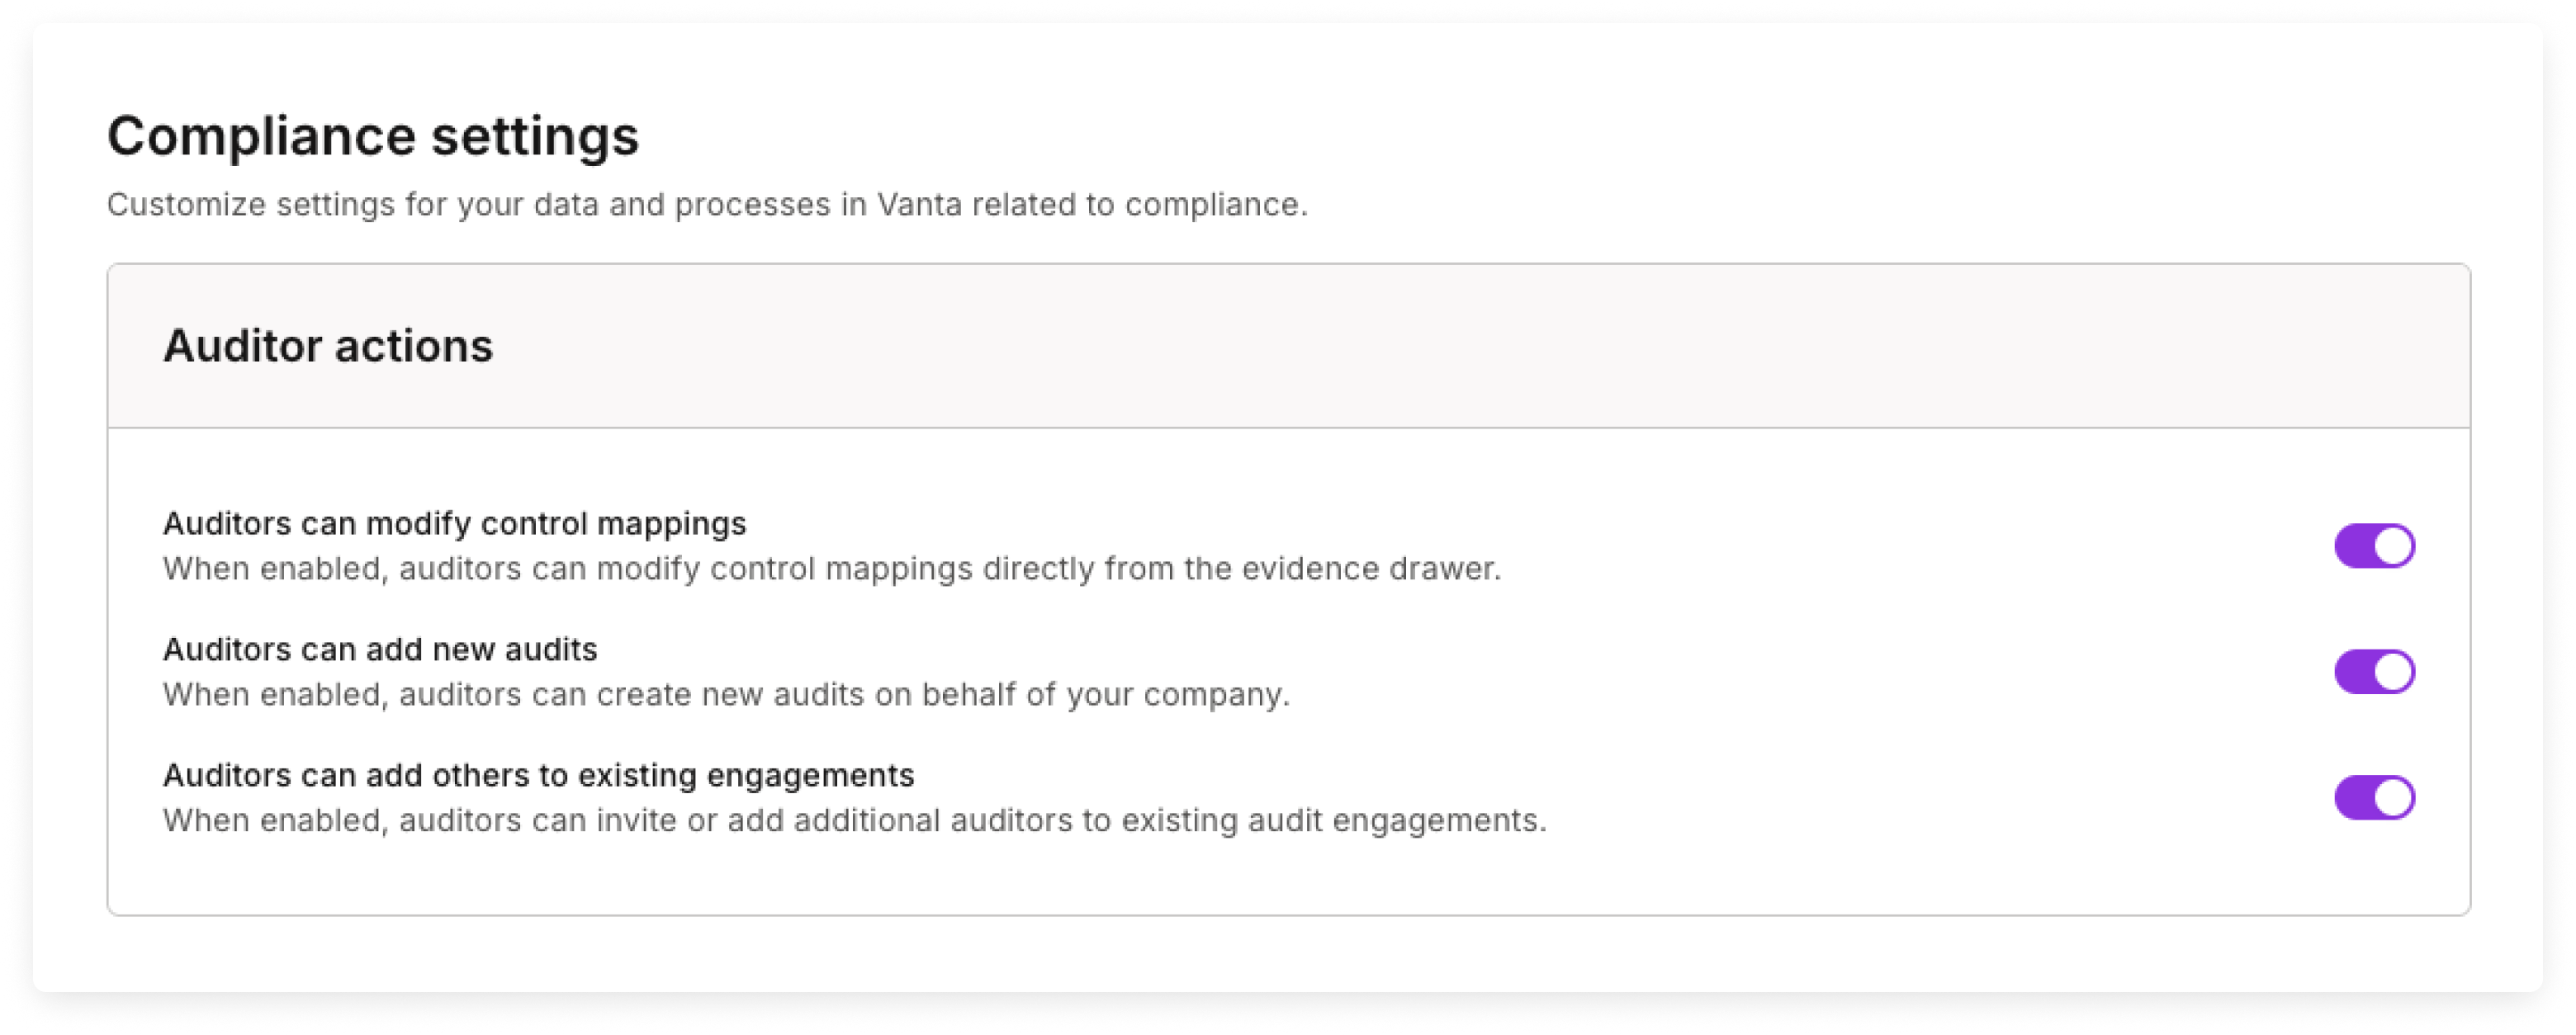 Compliance settings
Customize settings for your data and processes in Vanta related to compliance.
Auditor actions
Auditors can modify control mappings
When enabled, auditors can modify control mappings directly from the evidence drawer.
Auditors can add new audits
When enabled, auditors can create new audits on behalf of your company.
Auditors can add others to existing engagements
When enabled, auditors can invite or add additional auditors to existing audit engagements.